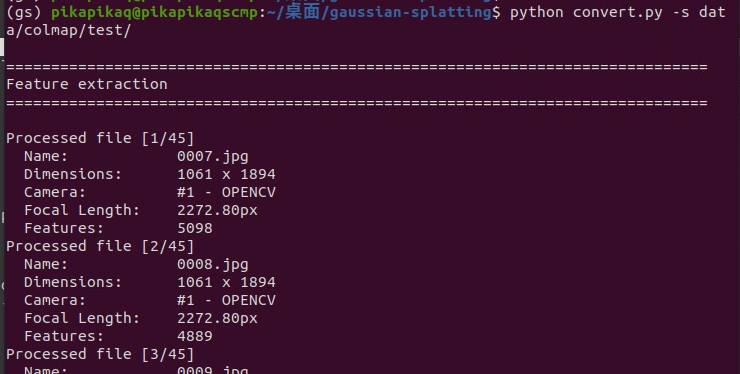 (gs) pikapikaq@pikapikaqscmp:~/桌面/gaussian-splatting$ python convert.py -s dat
a/colmap/test/
==============================================================================
Feature extraction
==============================================================================
Processed file [1/45]
Name: 0007.jpg
Dimensions: 1061 x 1894
Camera: #1 - OPENCV
Focal Length: 2272.80px
Features: 5098
Processed file [2/45]
Name: 0008.jpg
Dimensions: 1061 x 1894
Camera: #1 - OPENCV
Focal Length: 2272.80px
Features: 4889
Processed file [3/45]
Name: 0009.jpg